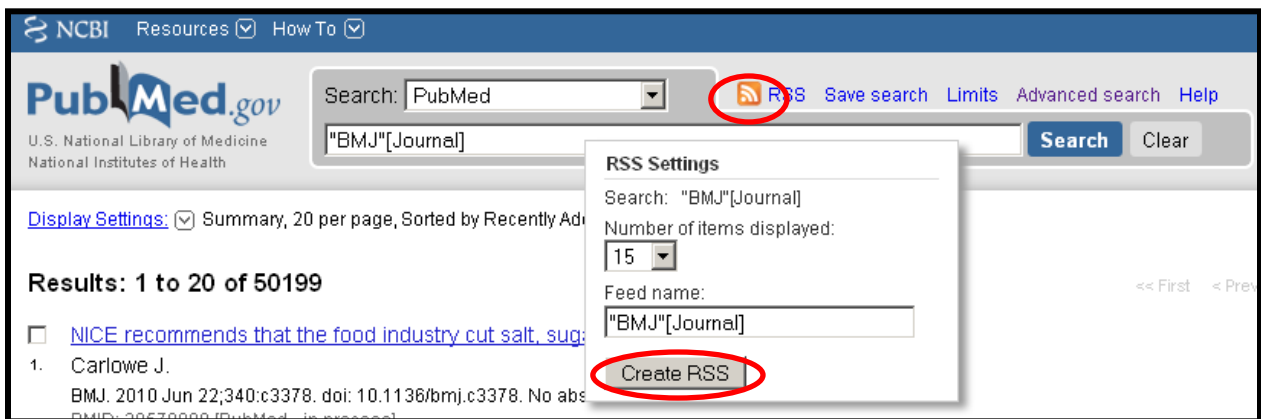 NCBI Resources How To
PubMed.gov
U.S. National Library of Medicine
National Institutes of Health
Search: PubMed
RSS Save search Limits Advanced search Help
"BMJ"[Journal]
Search Clear
RSS Settings
Search: "BMJ"[Journal]
Number of items displayed:
15
Feed name:
"BMJ"[Journal]
Create RSS
Display Settings: Summary, 20 per page, Sorted by Recently
Results: 1 to 20 of 50199
<< First < Prev
NICE recommends that the food industry cut salt,
1. Carlowe J.
BMJ. 2010 Jun 22;340:c3378. doi: 10.1136/bmj.c3378. No